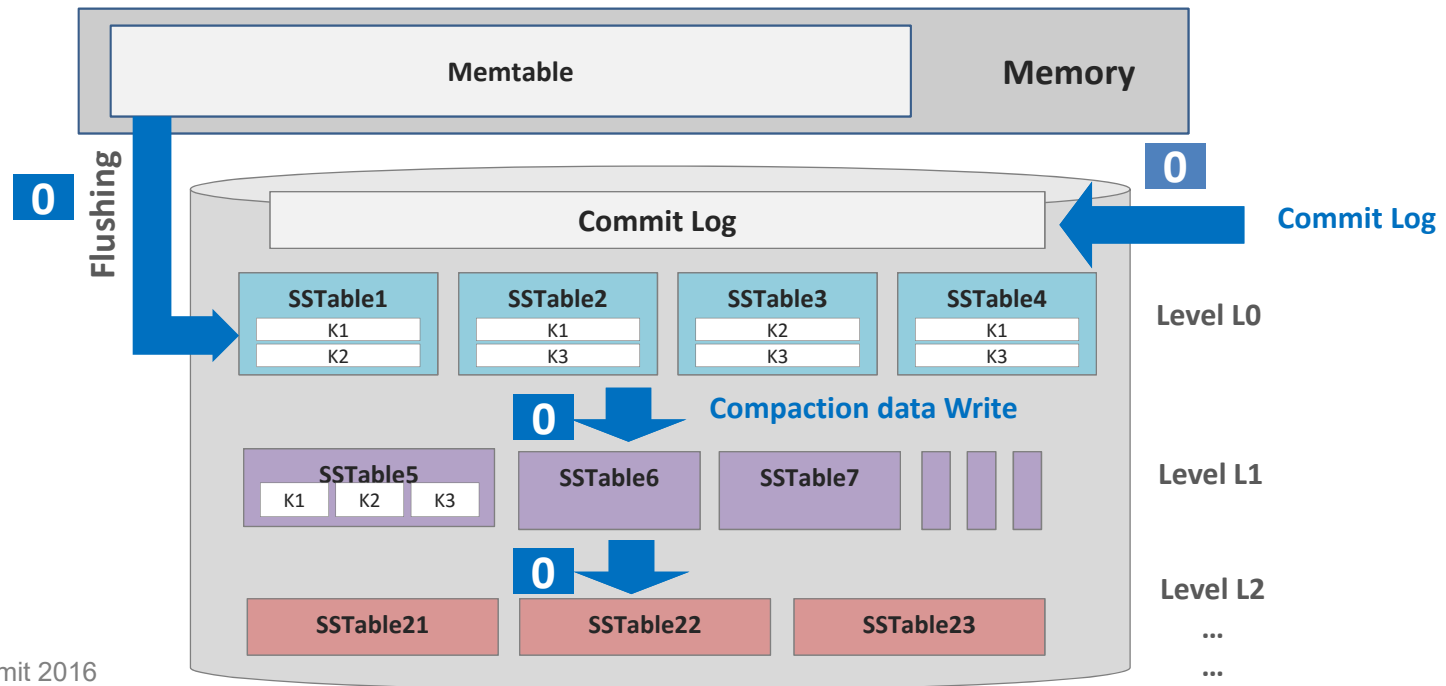 Memtable
Memory
0
Flushing
0
Commit Log
Commit Log
SSTable1
K1
K2
SSTable2
K1
K3
SSTable3
K2
K3
SSTable4
K1
K3
Level L0
0
Compaction data Write
SSTable5
K1 K2 K3
SSTable6
SSTable7
Level L1
0
SSTable21
SSTable22
SSTable23
Level L2
...
...
mit 2016